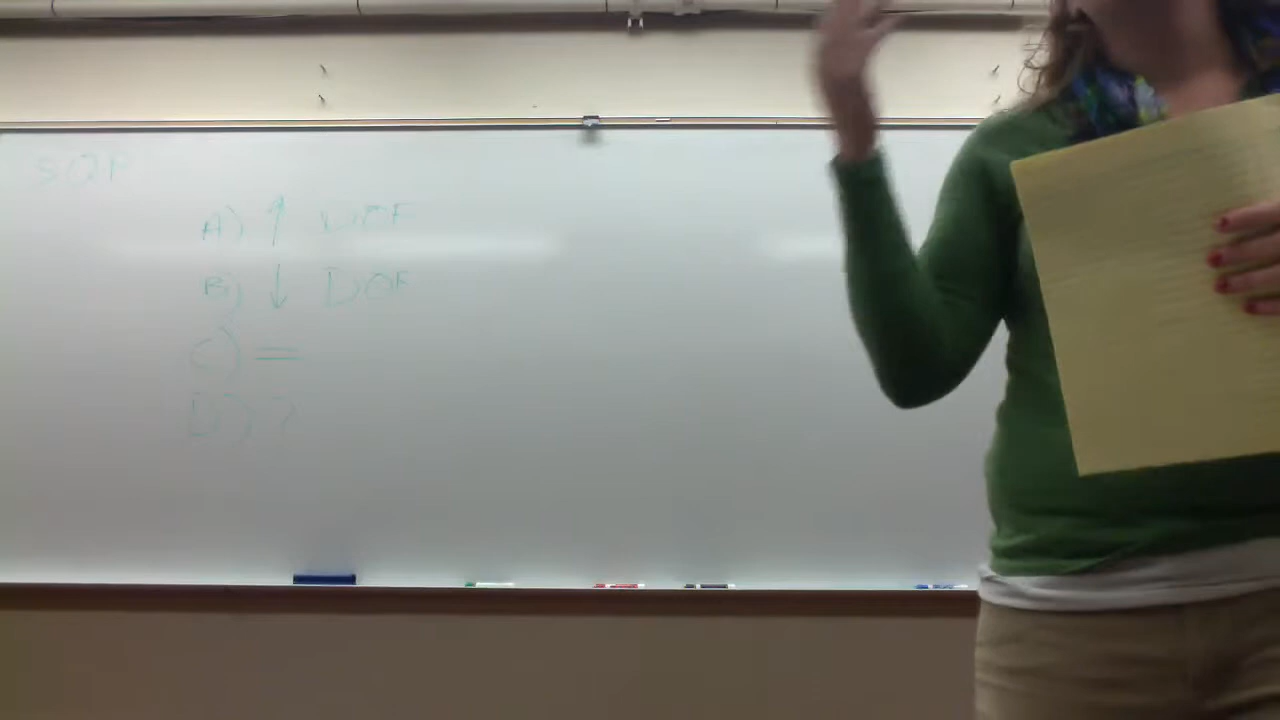 A) ↑ DOF
B) ↓ DOF
C) =
D) ?